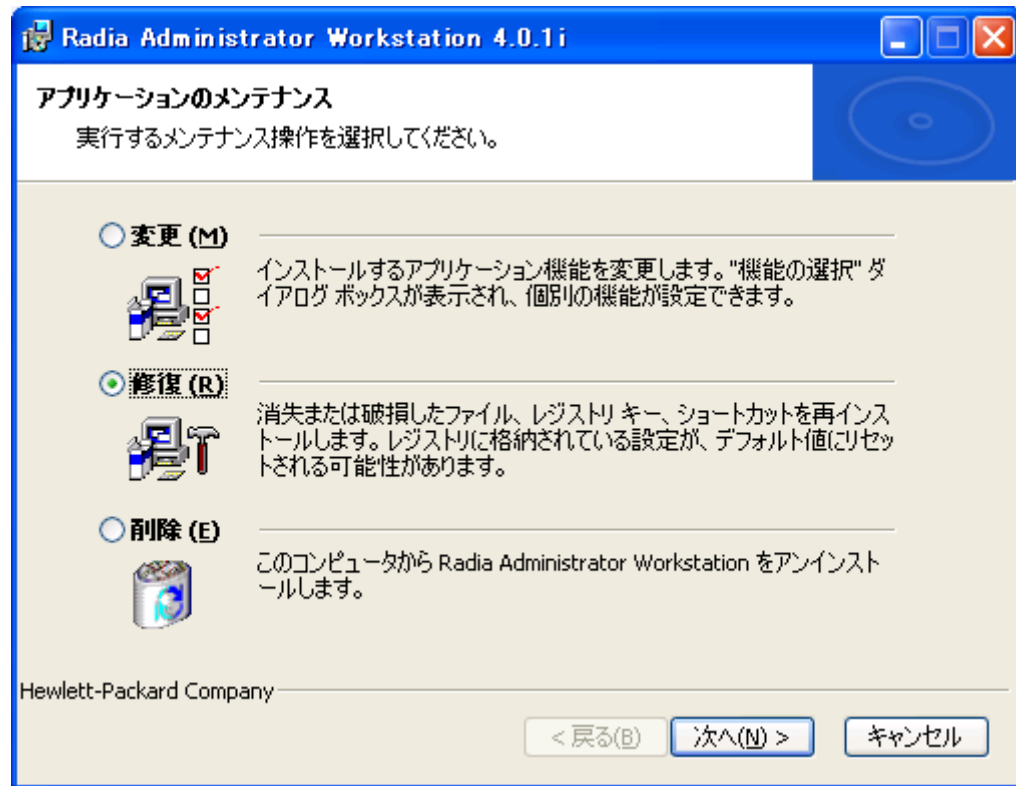 Radia Administrator Workstation 4.0.1i
アプリケーションのメンテナンス
実行するメンテナンス操作を選択してください。
変更 (M)
インストールするアプリケーション機能を変更します。"機能の選択" ダ
イアログ ボックスが表示され、個別の機能が設定できます。
修復 (R)
消失または破損したファイル、レジストリ キー、ショートカットを再インス
トールします。レジストリに格納されている設定が、デフォルト値にリセッ
トされる可能性があります。
削除 (E)
このコンピュータから Radia Administrator Workstation をアンインスト
ールします。
Hewlett-Packard Company
< 戻る(B)
次へ(N) >
キャンセル